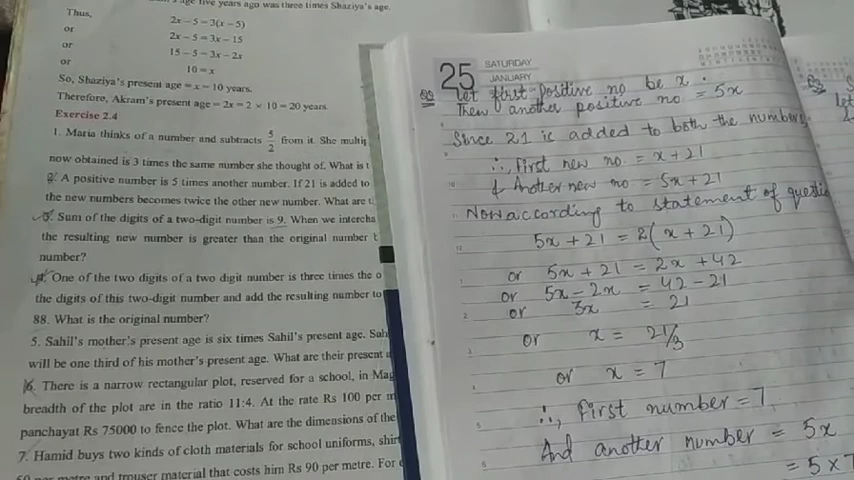 age five years ago was three times Shaziya's age.
Thus,
2x – 5 = 3(x – 5)
or
2x – 5 = 3x – 15
or
15 – 5 = 3x – 2x
or
10 = x
So, Shaziya's present age = x = 10 years.
Therefore, Akram's present age = 2x = 2 × 10 = 20 years.
Exercise 2.4
1. Maria thinks of a number and subtracts 5/2 from it. She
now obtained is 3 times the same number she thought of. What is
2. A positive number is 5 times another number. If 21 is added to
the new numbers becomes twice the other new number. What are
3. Sum of the digits of a two-digit number is 9. When we
the resulting new number is greater than the original number
number?
4. One of the two digits of a two digit number is three times the
the digits of this two-digit number and add the resulting number to
88. What is the original number?
5. Sahil's mother's present age is six times Sahil's present age.
will be one third of his mother's present age. What are their present
6. There is a narrow rectangular plot, reserved for a school, in
breadth of the plot are in the ratio 11:4. At the rate Rs 100 per
panchayat Rs 75000 to fence the plot. What are the dimensions of the
7. Hamid buys two kinds of cloth materials for school uniforms,
per metre and trouser material that costs him Rs 90 per metre. For
25
SATURDAY
JANUARY
Q2 Let first positive no be x.
Then another positive no = 5x
Since 21 is added to both the numbers
∴, First new no. = x + 21
& Another new no = 5x + 21
Now according to statement of
5x + 21 = 2(x + 21)
or 5x + 21 = 2x + 42
or 5x – 2x = 42 – 21
or 3x = 21
or x = 21/3
or x = 7
∴, First number = 7
And another number = 5x
= 5 × 7